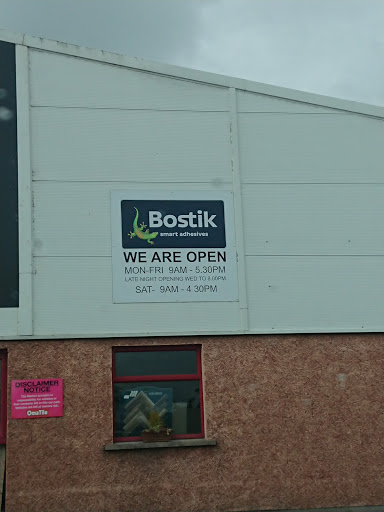 Bostik
smart adhesives
WE ARE OPEN
MON-FRI 9AM - 5.30PM
LATE NIGHT OPENING WED TO 8.00PM
SAT- 9AM - 4 30PM
DISCLAIMER
NOTICE